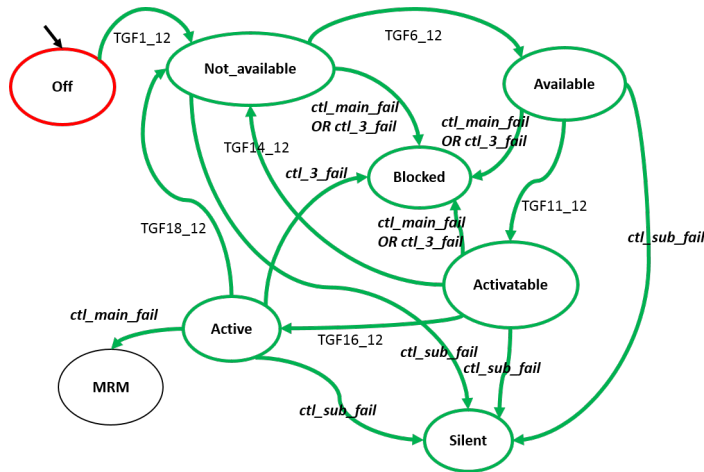 TGF1_12
TGF6_12
Off
Not_available
Available
ctl_main_fail
OR ctl_3_fail
ctl_main_fail
OR ctl_3_fail
TGF14_12
ctl_3_fail
Blocked
TGF11_12
ctl_main_fail
OR ctl_3_fail
TGF18_12
ctl_sub_fail
Activatable
ctl_main_fail
Active
TGF16_12
ctl_sub_fail
ctl_sub_fail
MRM
ctl_sub_fail
Silent